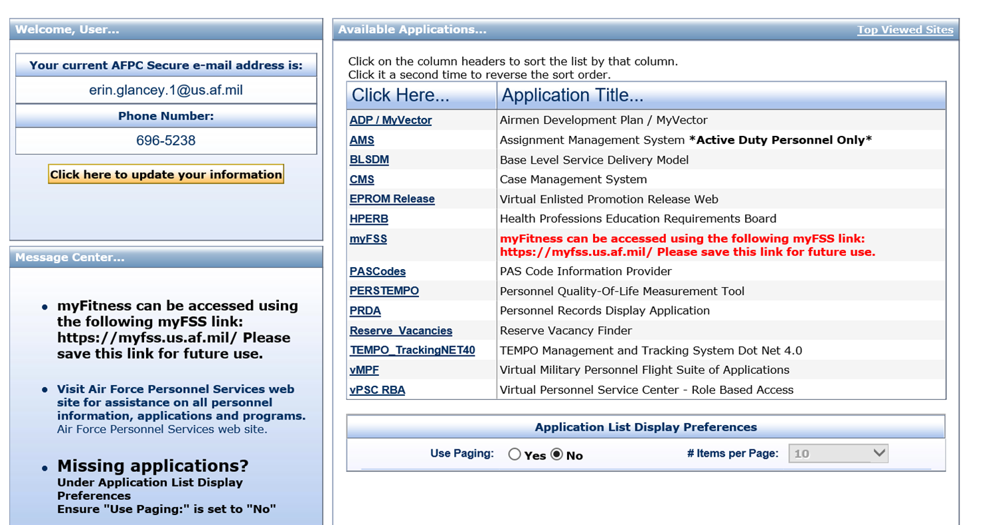 Welcome, User...
Your current AFPC Secure e-mail address is:
erin.glancey.1@us.af.mil
Phone Number:
696-5238
Click here to update your information
Message Center...
myFitness can be accessed using
the following myFSS link:
https://myfss.us.af.mil/ Please
save this link for future use.
Visit Air Force Personnel Services web
site for assistance on all personnel
information, applications and programs.
Air Force Personnel Services web site.
Missing applications?
Under Application List Display
Preferences
Ensure "Use Paging:" is set to "No"
Available Applications... Top Viewed Sites
Click on the column headers to sort the list by that column.
Click it a second time to reverse the sort order.
Click Here... Application Title...
ADP / MyVector Airmen Development Plan / MyVector
AMS Assignment Management System *Active Duty Personnel Only*
BLSDM Base Level Service Delivery Model
CMS Case Management System
EPROM Release Virtual Enlisted Promotion Release Web
HPERB Health Professions Education Requirements Board
myFSS myFitness can be accessed using the following myFSS link:
https://myfss.us.af.mil/ Please save this link for future use.
PASCodes PAS Code Information Provider
PERSTEMPO Personnel Quality-Of-Life Measurement Tool
PRDA Personnel Records Display Application
Reserve_Vacancies Reserve Vacancy Finder
TEMPO_TrackingNET40 TEMPO Management and Tracking System Dot Net 4.0
vMPF Virtual Military Personnel Flight Suite of Applications
vPSC RBA Virtual Personnel Service Center - Role Based Access
Application List Display Preferences
Use Paging: Yes No # Items per Page: 10